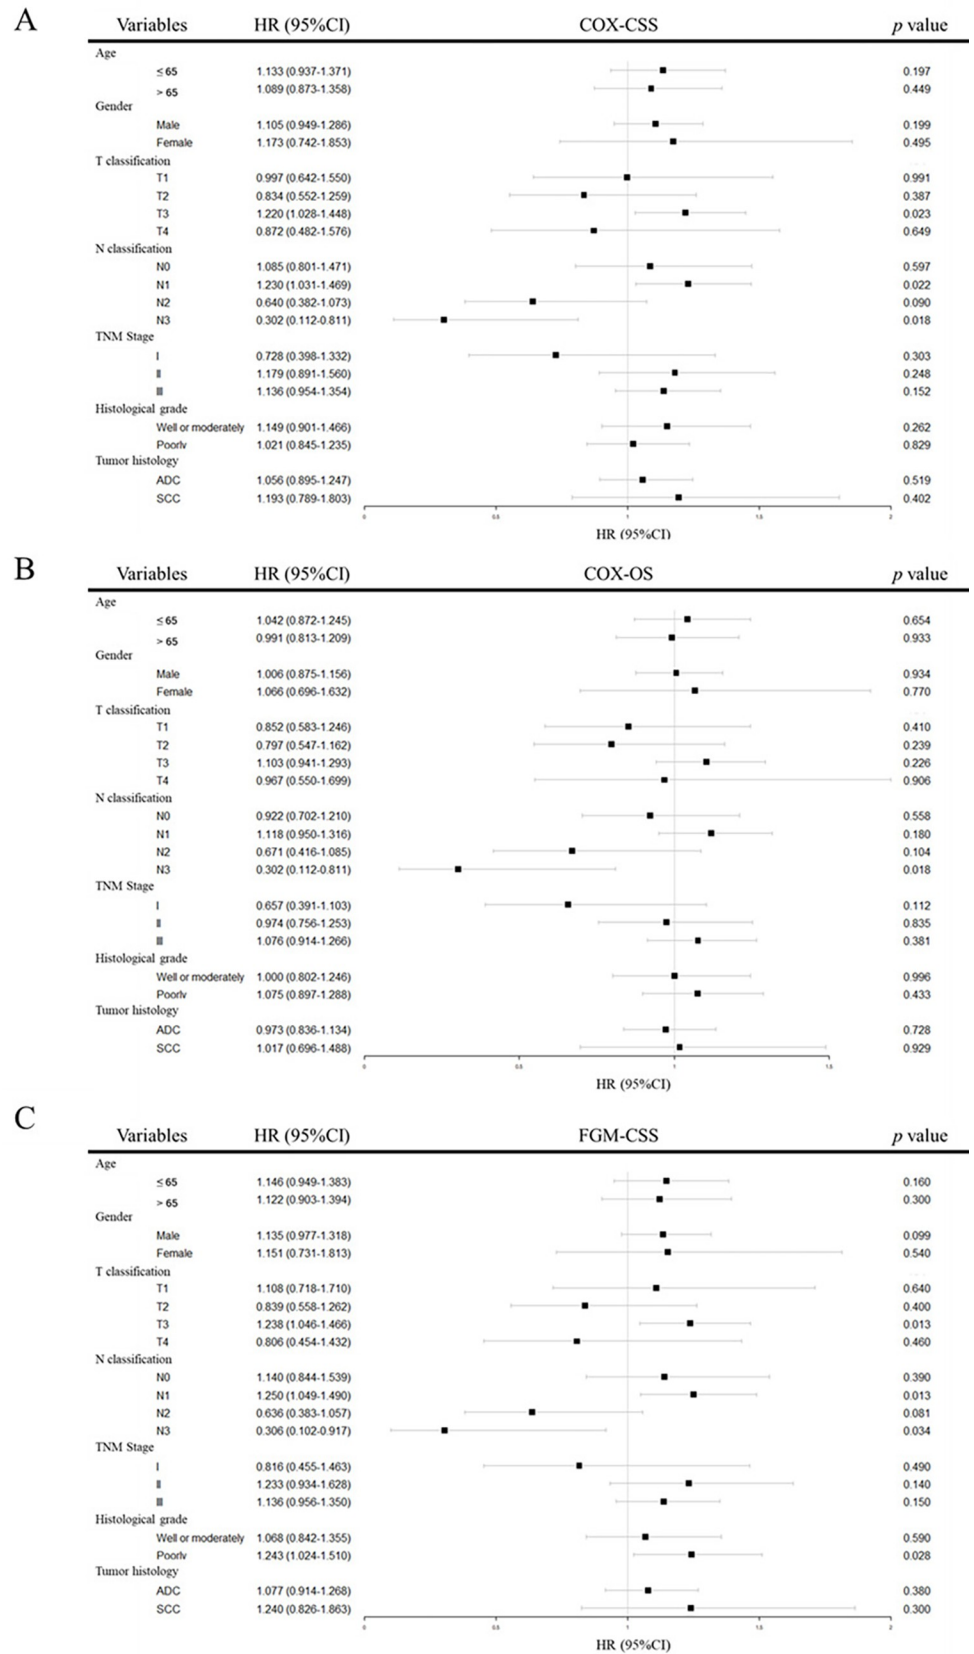 A
Variables HR (95%CI) COX-CSS p value
Age
≤ 65 1.133 (0.937-1.371) 0.197
> 65 1.089 (0.873-1.358) 0.449
Gender
Male 1.105 (0.949-1.286) 0.199
Female 1.173 (0.742-1.853) 0.495
T classification
T1 0.997 (0.642-1.550) 0.991
T2 0.834 (0.552-1.259) 0.387
T3 1.220 (1.028-1.448) 0.023
T4 0.872 (0.482-1.576) 0.649
N classification
N0 1.085 (0.801-1.471) 0.597
N1 1.230 (1.031-1.469) 0.022
N2 0.640 (0.382-1.073) 0.090
N3 0.302 (0.112-0.811) 0.018
TNM Stage
I 0.728 (0.398-1.332) 0.303
II 1.179 (0.891-1.560) 0.248
III 1.136 (0.954-1.354) 0.152
Histological grade
Well or moderately 1.149 (0.901-1.466) 0.262
Poorly 1.021 (0.845-1.235) 0.829
Tumor histology
ADC 1.056 (0.895-1.247) 0.519
SCC 1.193 (0.789-1.803) 0.402
0 0.5 1 1.5 2
HR (95%CI)
B
Variables HR (95%CI) COX-OS p value
Age
≤ 65 1.042 (0.872-1.245) 0.654
> 65 0.991 (0.813-1.209) 0.933
Gender
Male 1.006 (0.875-1.156) 0.934
Female 1.066 (0.696-1.632) 0.770
T classification
T1 0.852 (0.583-1.246) 0.410
T2 0.797 (0.547-1.162) 0.239
T3 1.103 (0.941-1.293) 0.226
T4 0.967 (0.550-1.699) 0.906
N classification
N0 0.922 (0.702-1.210) 0.558
N1 1.118 (0.950-1.316) 0.180
N2 0.671 (0.416-1.085) 0.104
N3 0.302 (0.112-0.811) 0.018
TNM Stage
I 0.657 (0.391-1.103) 0.112
II 0.974 (0.756-1.253) 0.835
III 1.076 (0.914-1.266) 0.381
Histological grade
Well or moderately 1.000 (0.802-1.246) 0.996
Poorly 1.075 (0.897-1.288) 0.433
Tumor histology
ADC 0.973 (0.836-1.134) 0.728
SCC 1.017 (0.696-1.488) 0.929
0 0.5 1 1.5
HR (95%CI)
C
Variables HR (95%CI) FGM-CSS p value
Age
≤ 65 1.146 (0.949-1.383) 0.160
> 65 1.122 (0.903-1.394) 0.300
Gender
Male 1.135 (0.977-1.318) 0.099
Female 1.151 (0.731-1.813) 0.540
T classification
T1 1.108 (0.718-1.710) 0.640
T2 0.839 (0.558-1.262) 0.400
T3 1.238 (1.046-1.466) 0.013
T4 0.806 (0.454-1.432) 0.460
N classification
N0 1.140 (0.844-1.539) 0.390
N1 1.250 (1.049-1.490) 0.013
N2 0.636 (0.383-1.057) 0.081
N3 0.306 (0.102-0.917) 0.034
TNM Stage
I 0.816 (0.455-1.463) 0.490
II 1.233 (0.934-1.628) 0.140
III 1.136 (0.956-1.350) 0.150
Histological grade
Well or moderately 1.068 (0.842-1.355) 0.590
Poorly 1.243 (1.024-1.510) 0.028
Tumor histology
ADC 1.077 (0.914-1.268) 0.380
SCC 1.240 (0.826-1.863) 0.300
0 0.5 1 1.5 2
HR (95%CI)